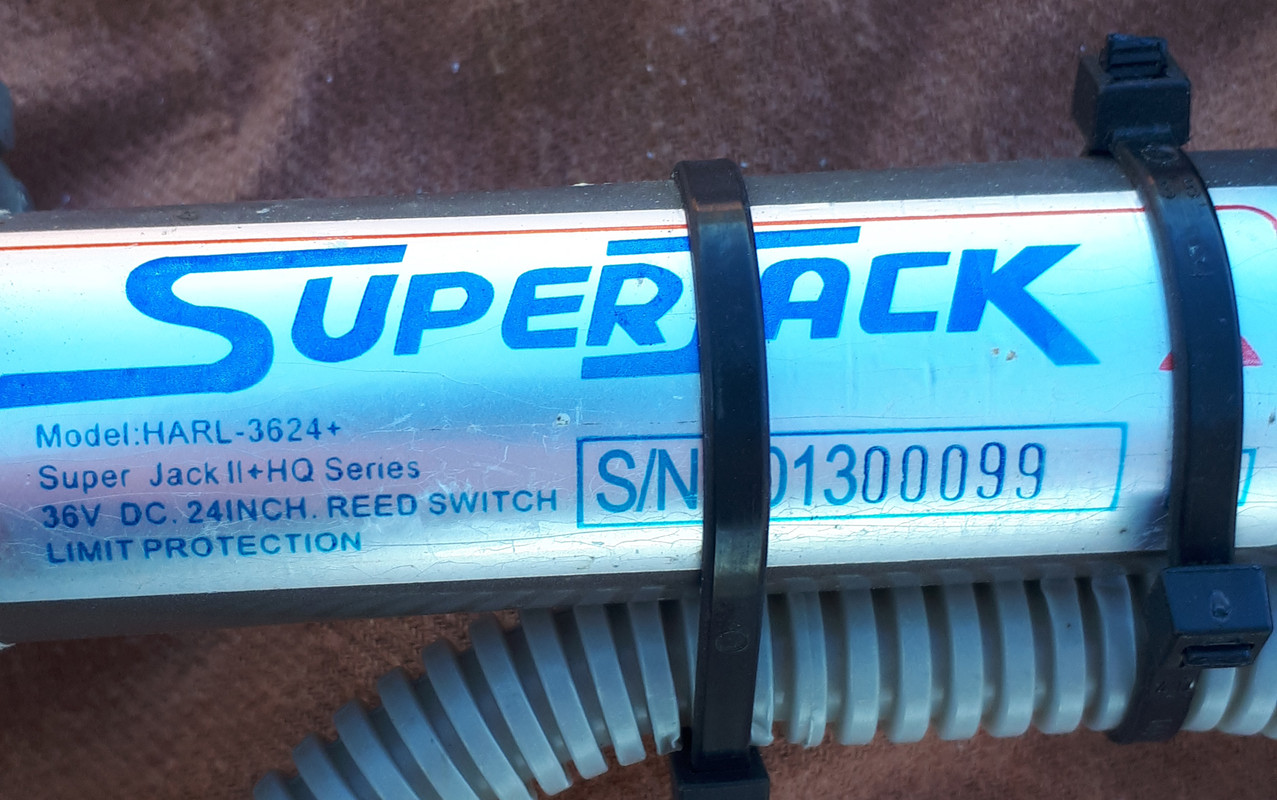 SUPERJACK
Model:HARL-3624+
Super Jack II+HQ Series
36V DC. 24INCH. REED SWITCH
LIMIT PROTECTION
S/N 01300099